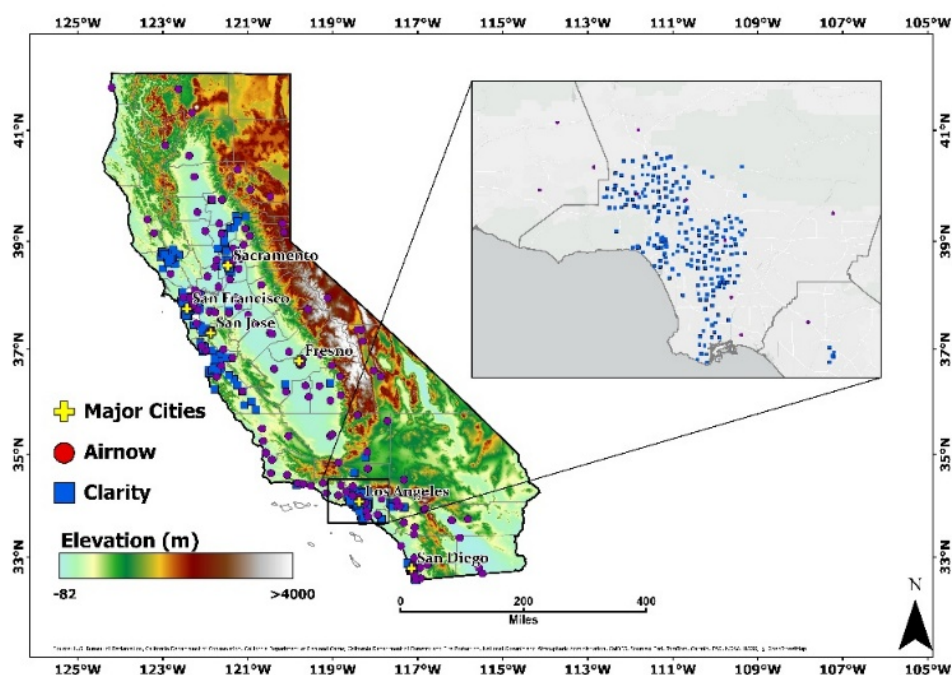 125°W 123°W 121°W 119°W 117°W 115°W 113°W 111°W 109°W 107°W 105°W
41°N 41°N
39°N 39°N
Sacramento
San Francisco
San Jose
37°N 37°N
Fresno
Major Cities
Airnow
35°N 35°N
Clarity
Los Angeles
Elevation (m)
33°N 33°N
San Diego
-82 >4000
0 200 400
Miles
N
125°W 123°W 121°W 119°W 117°W 115°W 113°W 111°W 109°W 107°W 105°W